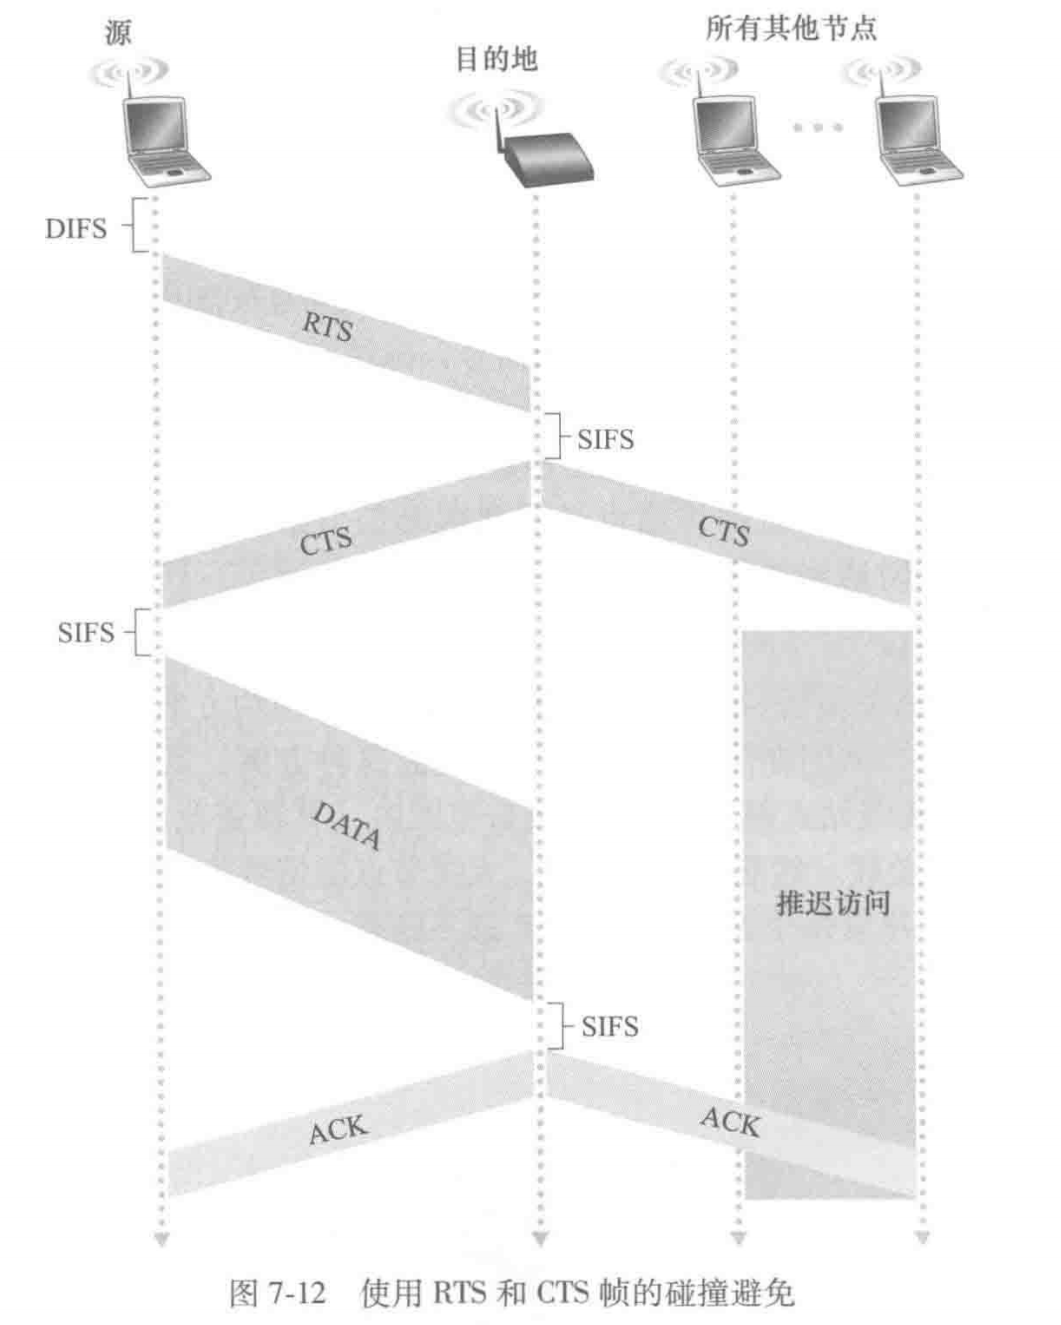 源
目的地
所有其他节点
DIFS
RTS
SIFS
CTS
CTS
SIFS
DATA
推迟访问
SIFS
ACK
ACK
图 7-12 使用 RTS 和 CTS 帧的碰撞避免